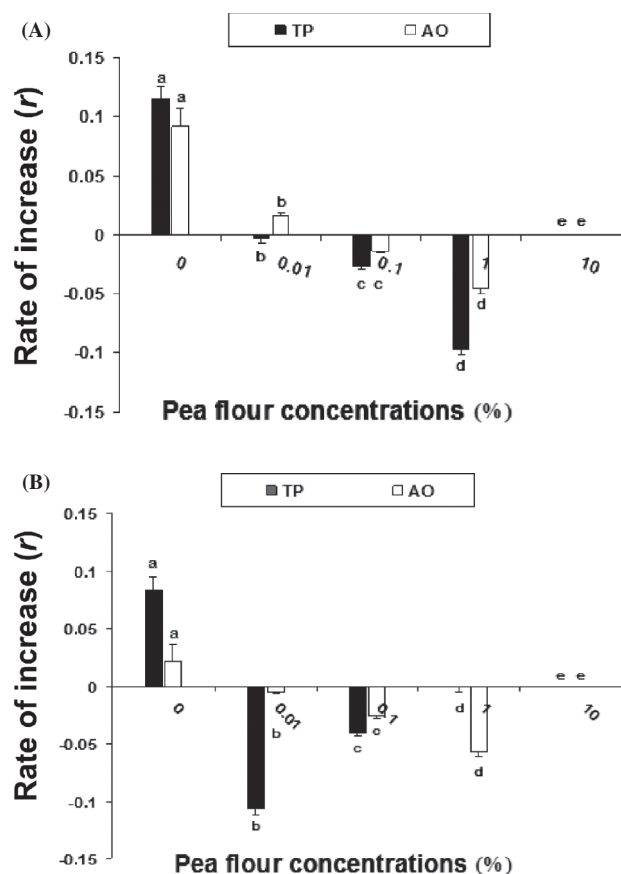 (A)
TP AO
Rate of increase (r)
0.15
0.1
0.05
0
-0.05
-0.1
-0.15
a a
b b
c c
d d
e e
0 0.01 0.1 1 10
Pea flour concentrations (%)
(B)
TP AO
Rate of increase (r)
0.15
0.1
0.05
0
-0.05
-0.1
-0.15
a a
b b
c c
d d
e e
0 0.01 0.1 1 10
Pea flour concentrations (%)